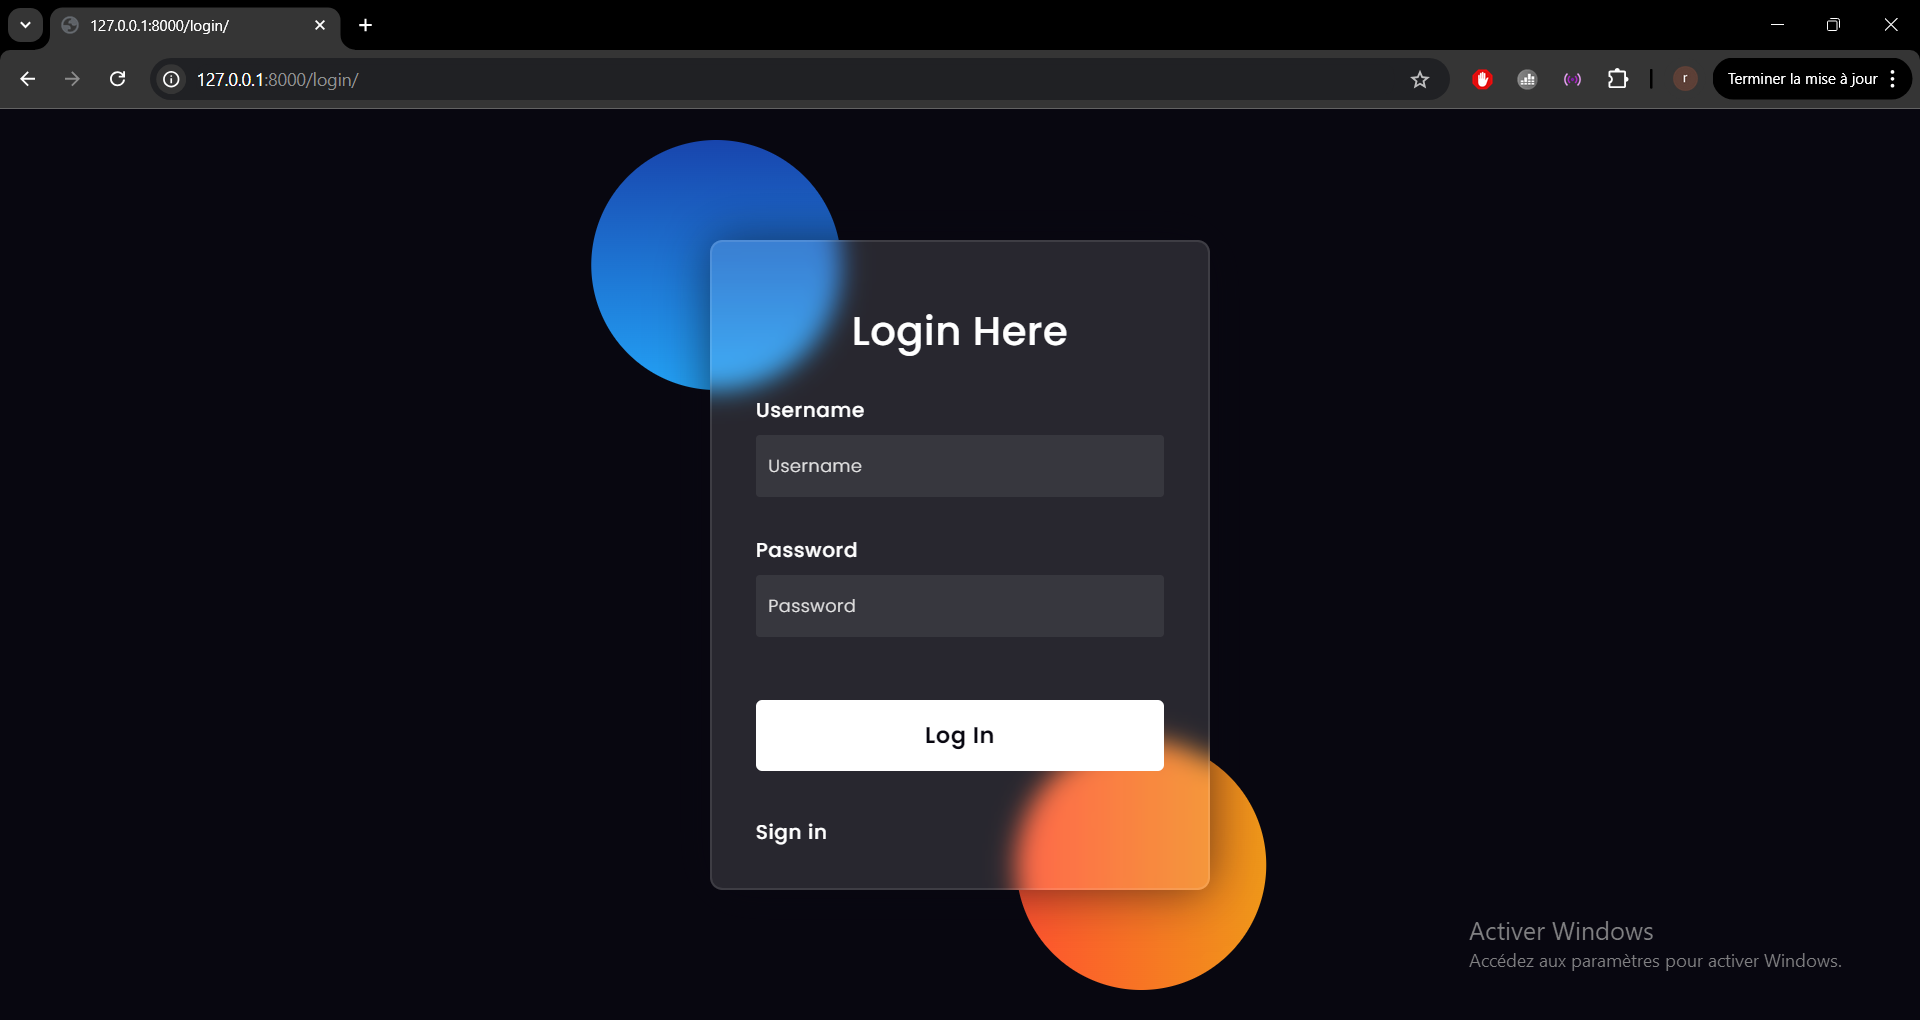 127.0.0.1:8000/login/
127.0.0.1:8000/login/
r
Terminer la mise à jour
Login Here
Username
Username
Password
Password
Log In
Sign in
Activer Windows
Accédez aux paramètres pour activer Windows.